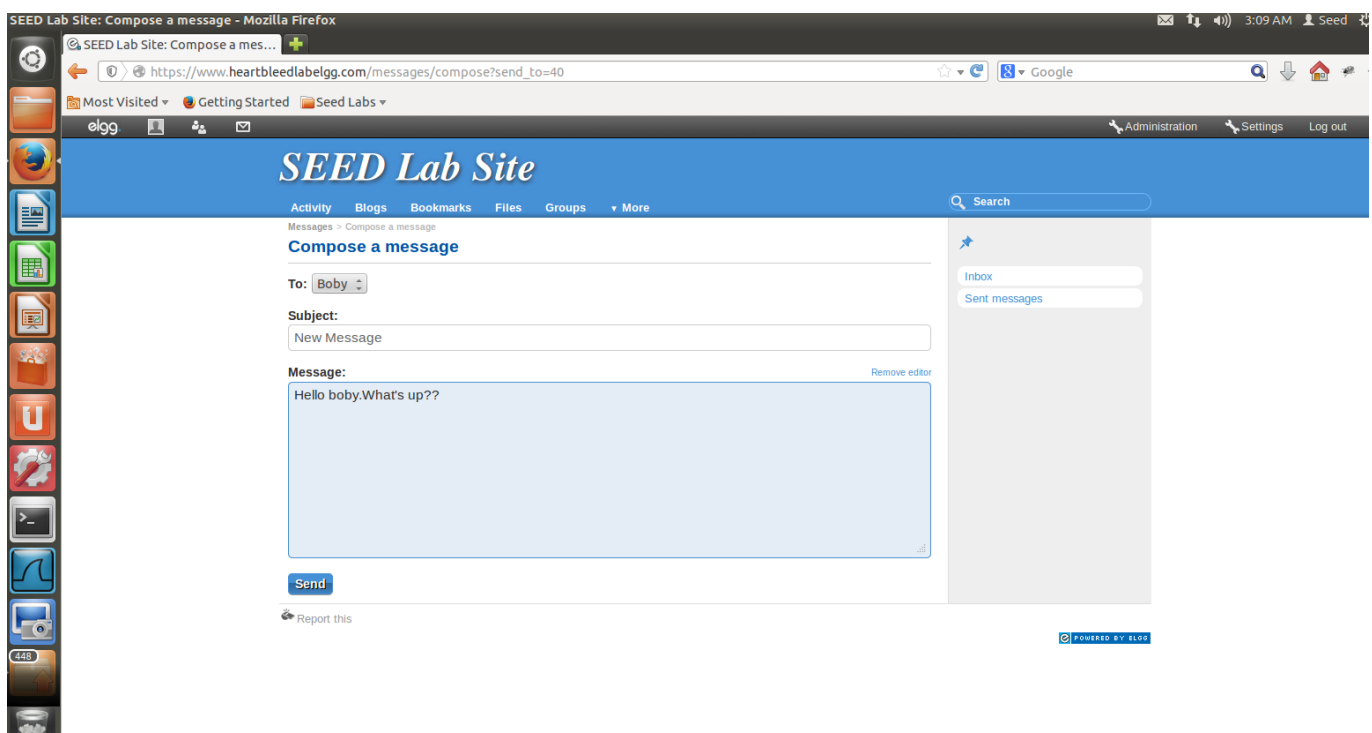 SEED Lab Site: Compose a message - Mozilla Firefox
3:09 AM Seed
SEED Lab Site: Compose a mes...
https://www.heartbleedlabelgg.com/messages/compose?send_to=40
Google
Most Visited Getting Started Seed Labs
elgg. Administration Settings Log out
SEED Lab Site
Activity Blogs Bookmarks Files Groups More
Search
Messages > Compose a message
Compose a message
To: Boby
Inbox
Sent messages
Subject:
New Message
Message: Remove editor
Hello boby.What's up??
Send
Report this
POWERED BY ELGG
448